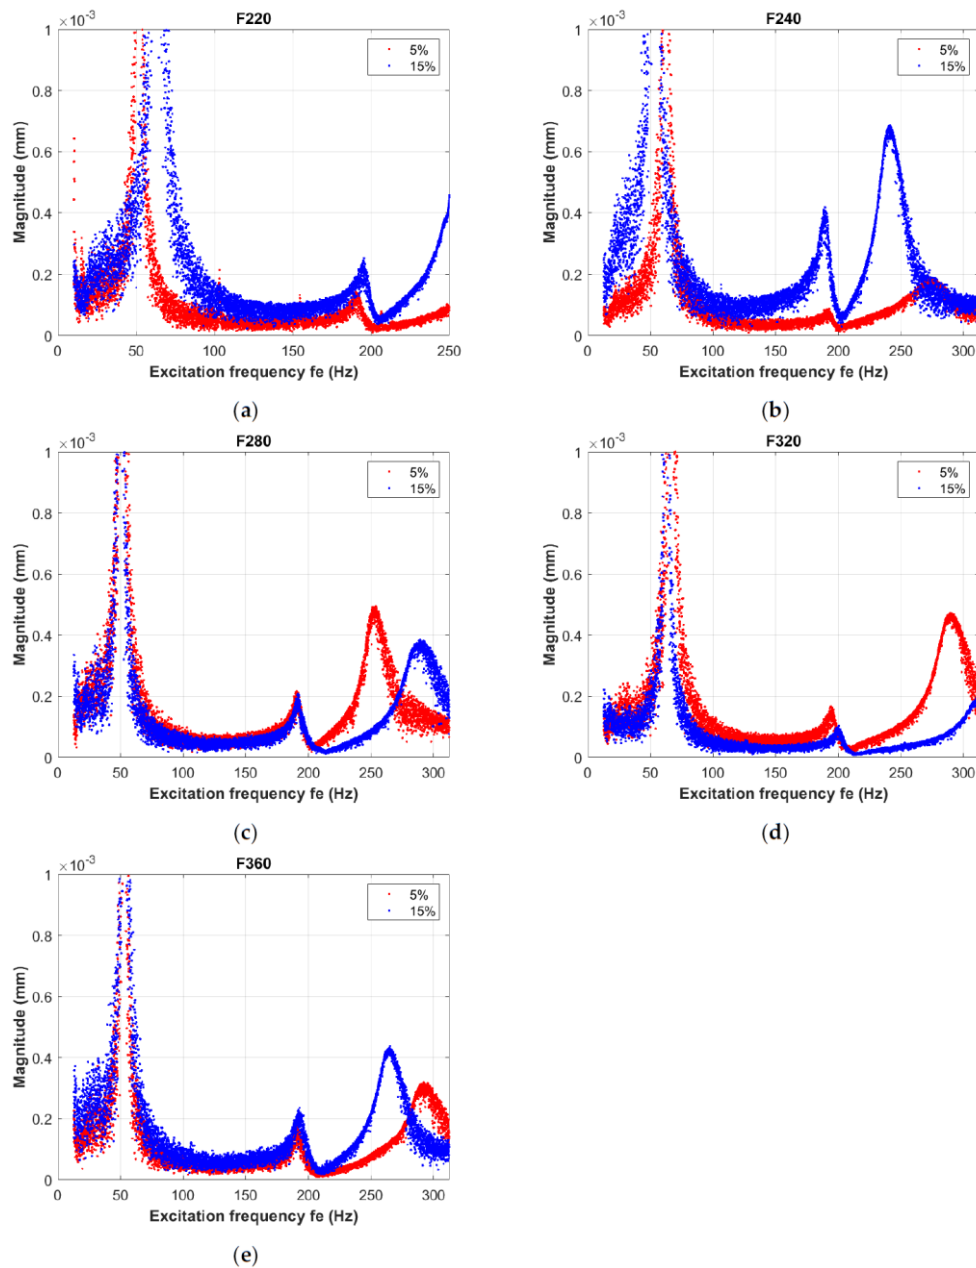 ×10⁻³ F220
1
0.8
0.6
0.4
0.2
0
Magnitude (mm)
5%
15%
0 50 100 150 200 250
Excitation frequency fe (Hz)
(a)
×10⁻³ F240
1
0.8
0.6
0.4
0.2
0
Magnitude (mm)
5%
15%
0 50 100 150 200 250 300
Excitation frequency fe (Hz)
(b)
×10⁻³ F280
1
0.8
0.6
0.4
0.2
0
Magnitude (mm)
5%
15%
0 50 100 150 200 250 300
Excitation frequency fe (Hz)
(c)
×10⁻³ F320
1
0.8
0.6
0.4
0.2
0
Magnitude (mm)
5%
15%
0 50 100 150 200 250 300
Excitation frequency fe (Hz)
(d)
×10⁻³ F360
1
0.8
0.6
0.4
0.2
0
Magnitude (mm)
5%
15%
0 50 100 150 200 250 300
Excitation frequency fe (Hz)
(e)